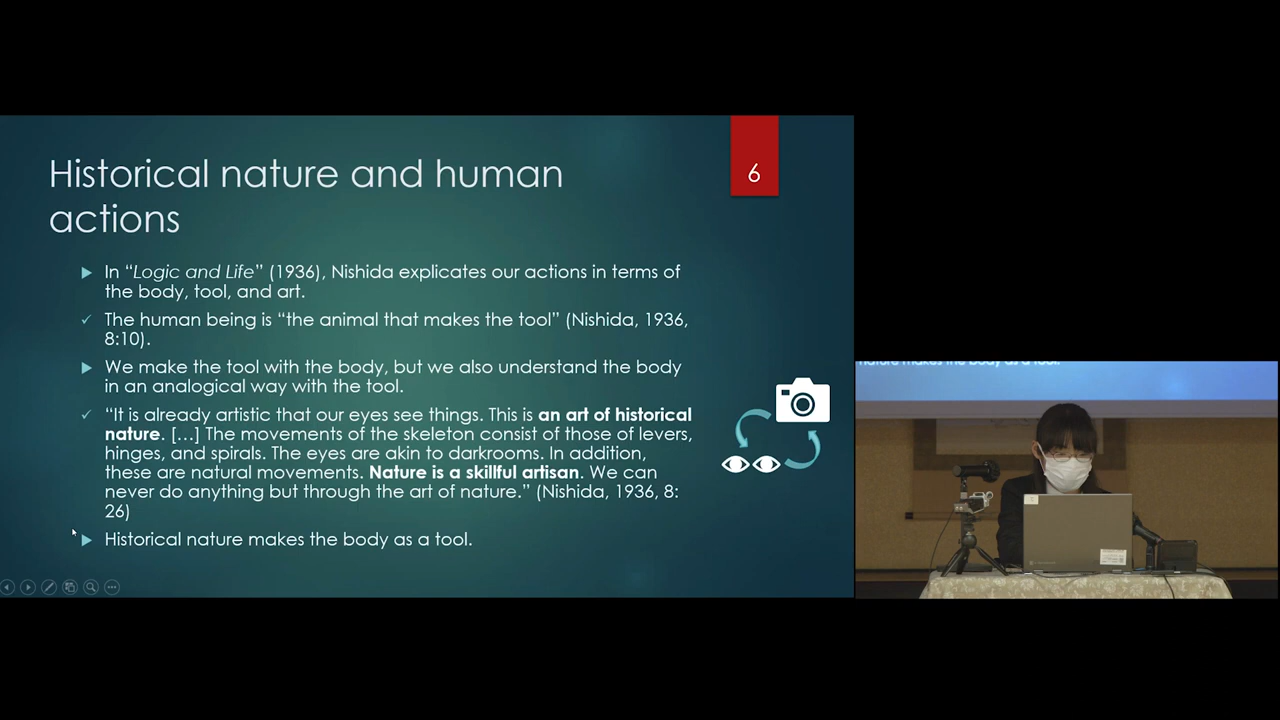 Historical nature and human
actions
6
In “Logic and Life” (1936), Nishida explicates our actions in terms of
the body, tool, and art.
The human being is “the animal that makes the tool” (Nishida, 1936,
8:10).
We make the tool with the body, but we also understand the body
in an analogical way with the tool.
“It is already artistic that our eyes see things. This is an art of historical
nature. […] The movements of the skeleton consist of those of levers,
hinges, and spirals. The eyes are akin to darkrooms. In addition,
these are natural movements. Nature is a skillful artisan. We can
never do anything but through the art of nature.” (Nishida, 1936, 8:
26)
Historical nature makes the body as a tool.
nature makes the body as a tool.